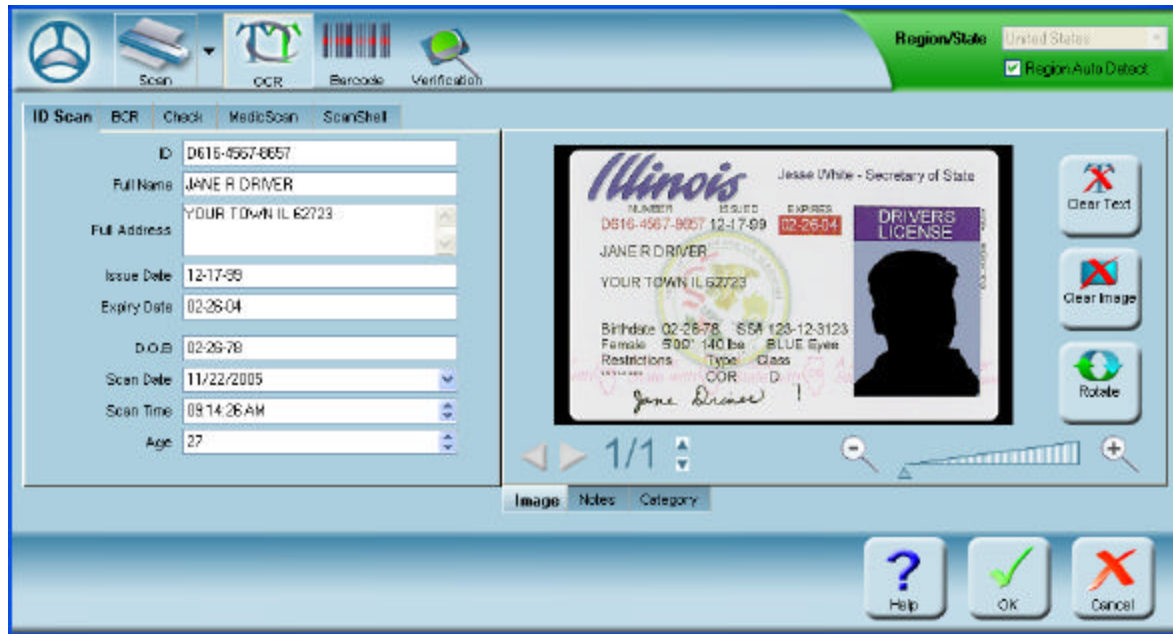 Region/State United States
Region Auto Detect
Scan OCR Barcode Verification
ID Scan BCR Check MedicScan ScanShell
ID D616-4567-8657
Full Name JANE R DRIVER
Full Address YOUR TOWN IL 62723
Issue Date 12-17-99
Expiry Date 02-26-04
D.O.B 02-26-78
Scan Date 11/22/2005
Scan Time 09:14:26 AM
Age 27
Illinois
Jesse White - Secretary of State
NUMBER ISSUED EXPIRES
D616-4567-8657 12-17-99 02-26-04
DRIVERS
LICENSE
JANE R DRIVER
YOUR TOWN IL 62723
Birthdate 02-26-78 SS# 123-12-3123
Female 5'00" 140 lbs BLUE Eyes
Restrictions Type Class
COR D
Jane Driver
Clear Text
Clear Image
Rotate
1/1
Image Notes Category
Help OK Cancel